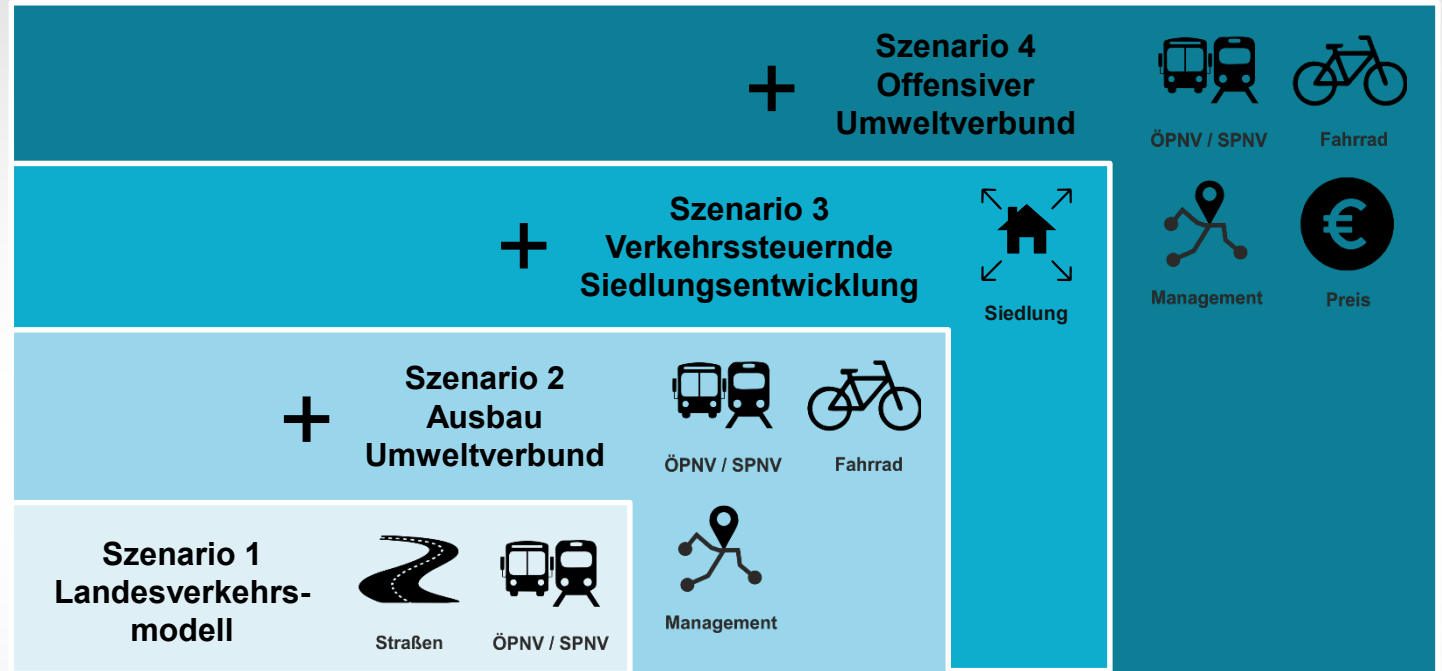 +
Szenario 4
Offensiver
Umweltverbund
ÖPNV / SPNV
Fahrrad
Management
€
Preis
+
Szenario 3
Verkehrssteuernde
Siedlungsentwicklung
Siedlung
+
Szenario 2
Ausbau
Umweltverbund
ÖPNV / SPNV
Fahrrad
Management
Szenario 1
Landesverkehrs-
modell
Straßen
ÖPNV / SPNV